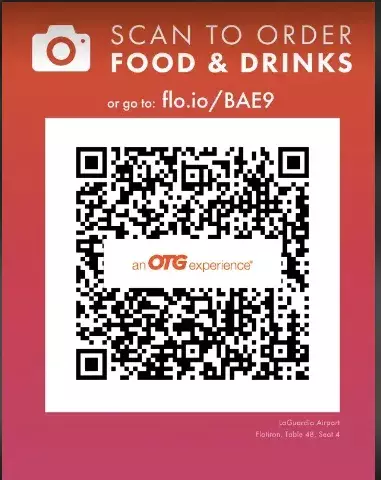 SCAN TO ORDER
FOOD & DRINKS
or go to: flo.io/BAE9
an OTG experience®
LaGuardia Airport
Flatiron, Table 48, Seat 4